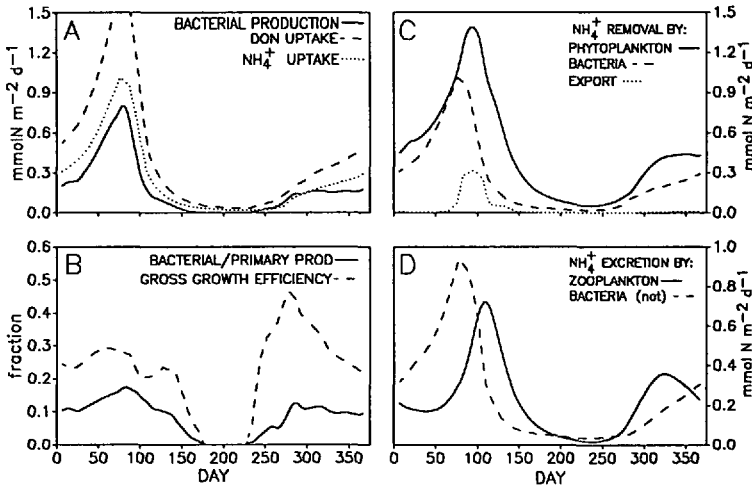 A
BACTERIAL PRODUCTION
DON UPTAKE
NH4+ UPTAKE
mmolN m−2 d−1
1.5
1.2
0.9
0.6
0.3
0.0
C
NH4+ REMOVAL BY:
PHYTOPLANKTON
BACTERIA
EXPORT
1.5
1.2
0.9
0.6
0.3
0.0
mmolN m−2 d−1
B
BACTERIAL/PRIMARY PROD
GROSS GROWTH EFFICIENCY
fraction
0.6
0.5
0.4
0.3
0.2
0.1
0.0
0 50 100 150 200 250 300 350
DAY
D
NH4+ EXCRETION BY:
ZOOPLANKTON
BACTERIA (not)
1.0
0.8
0.6
0.4
0.2
0.0
mmol N m−2 d−1
0 50 100 150 200 250 300 350
DAY